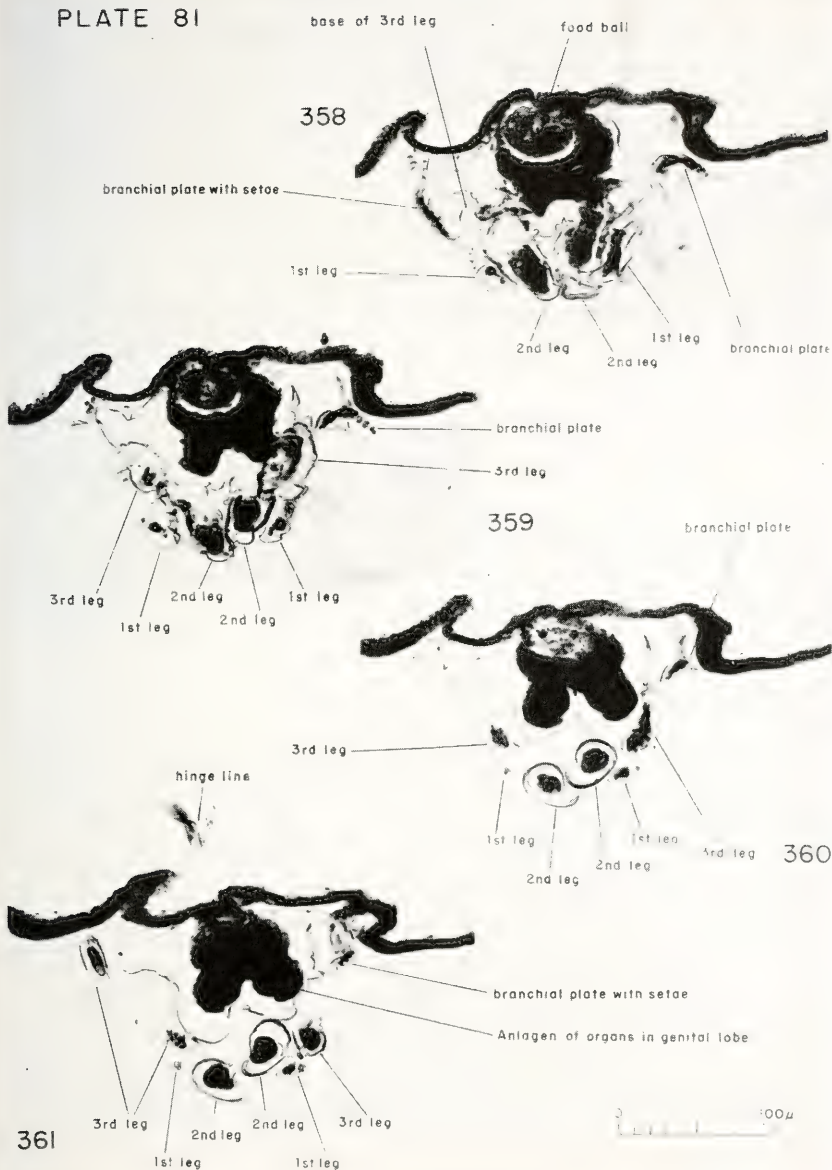 PLATE 81
base of 3rd leg
food ball
358
branchial plate with setae
1st leg
2nd leg
2nd leg
1st leg
branchial plate
branchial plate
3rd leg
359
3rd leg
1st leg
2nd leg
2nd leg
1st leg
branchial plate
3rd leg
1st leg
2nd leg
2nd leg
1st leg
3rd leg
360
hinge line
branchial plate with setae
Anlagen of organs in genital lobe
3rd leg
1st leg
2nd leg
2nd leg
1st leg
3rd leg
361
0